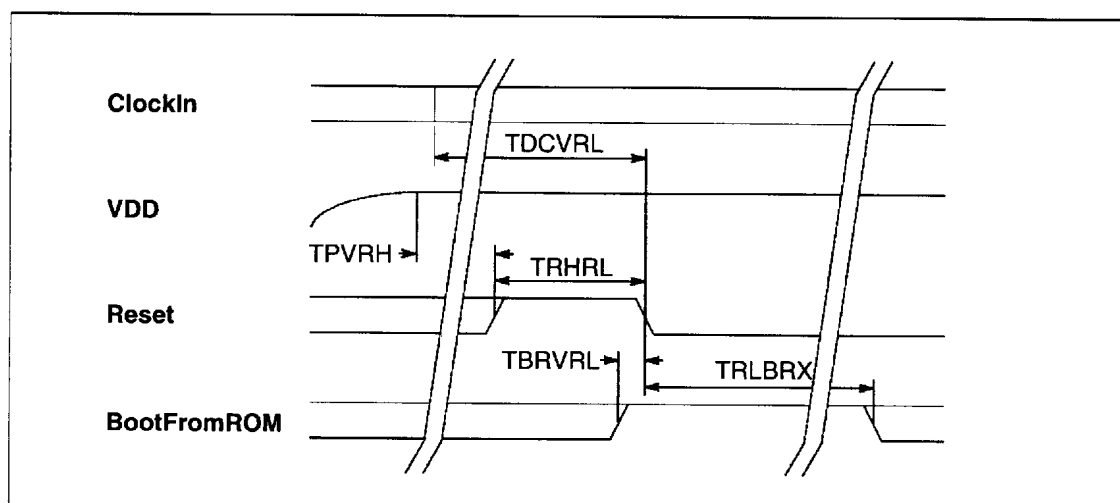 ClockIn
TDCVRL
VDD
TPVRH
TRHRL
Reset
TBRVRL
TRLBRX
BootFromROM